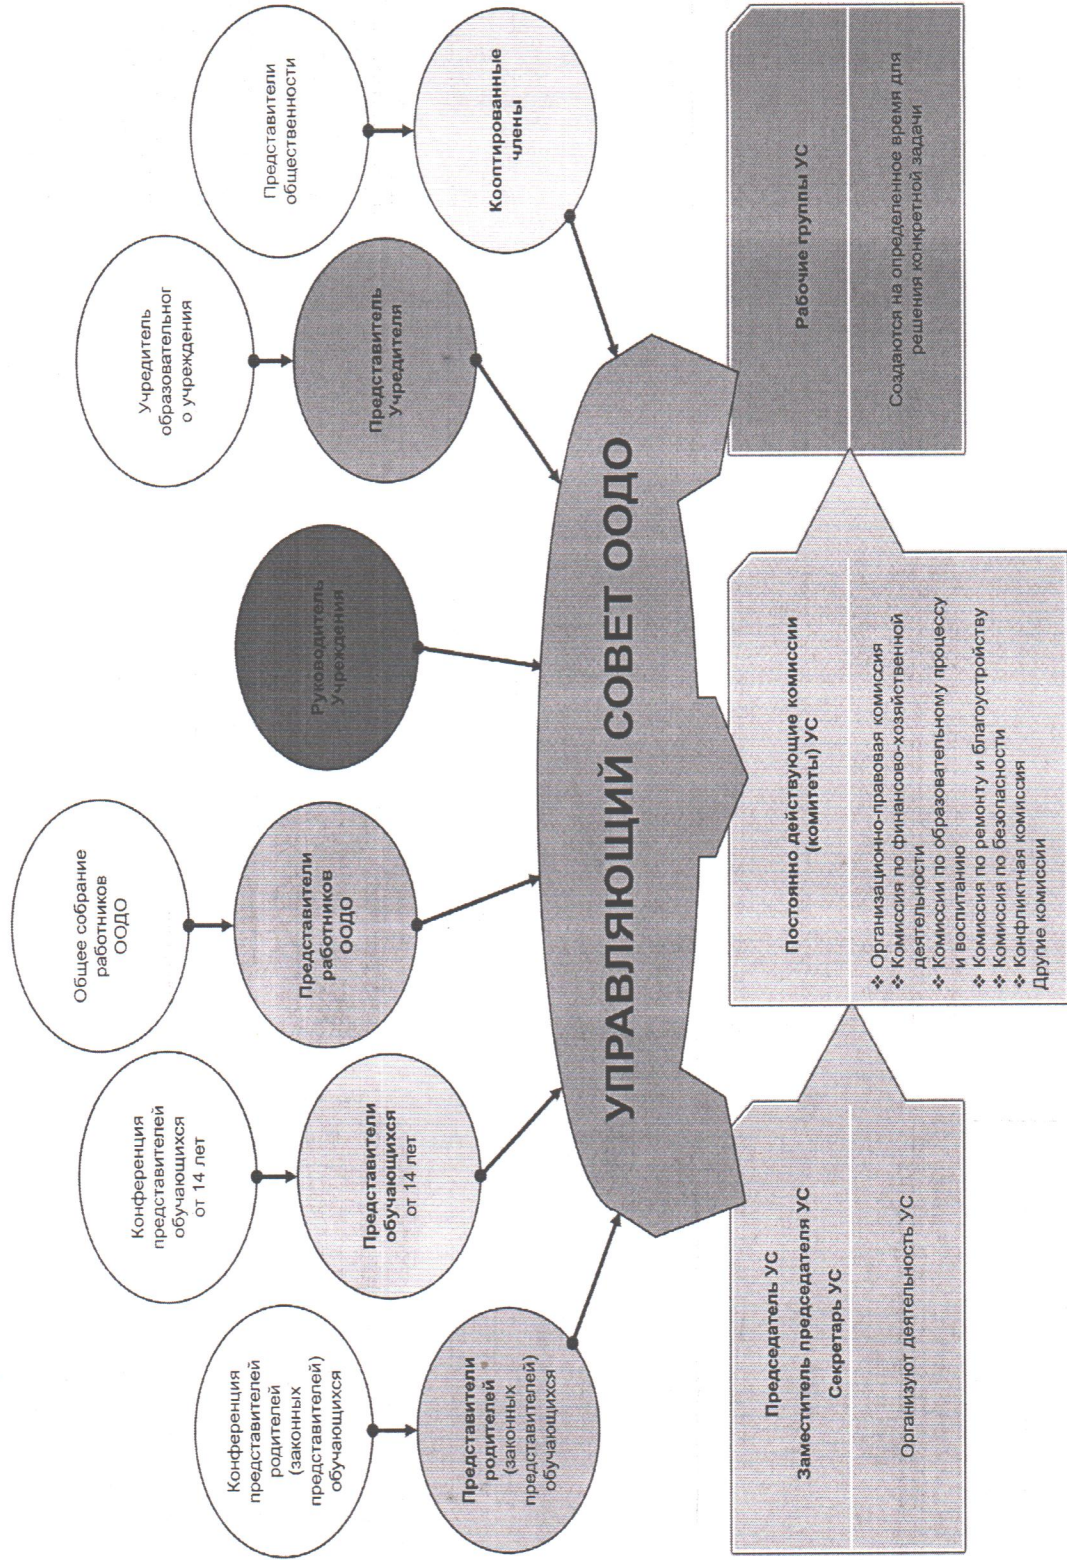 Конференция
представителей
родителей
(законных
представителей)
обучающихся
Конференция
представителей
обучающихся
от 14 лет
Общее собрание
работников
ООДО
Учредитель
образовательног
о учреждения
Представители
общественности
Представители
родителей
(законных
представителей)
обучающихся
Представители
обучающихся
от 14 лет
Представители
работников
ООДО
Руководитель
Учреждения
Представитель
Учредителя
Кооптированные
члены
УПРАВЛЯЮЩИЙ СОВЕТ ООДО
Председатель УС
Заместитель председателя УС
Секретарь УС
Организуют деятельность УС
Постоянно действующие комиссии
(комитеты) УС
❖ Организационно-правовая комиссия
❖ Комиссия по финансово-хозяйственной
деятельности
❖ Комиссии по образовательному процессу
и воспитанию
❖ Комиссия по ремонту и благоустройству
❖ Комиссия по безопасности
❖ Конфликтная комиссия
Другие комиссии
Рабочие группы УС
Создаются на определенное время для
решения конкретной задачи